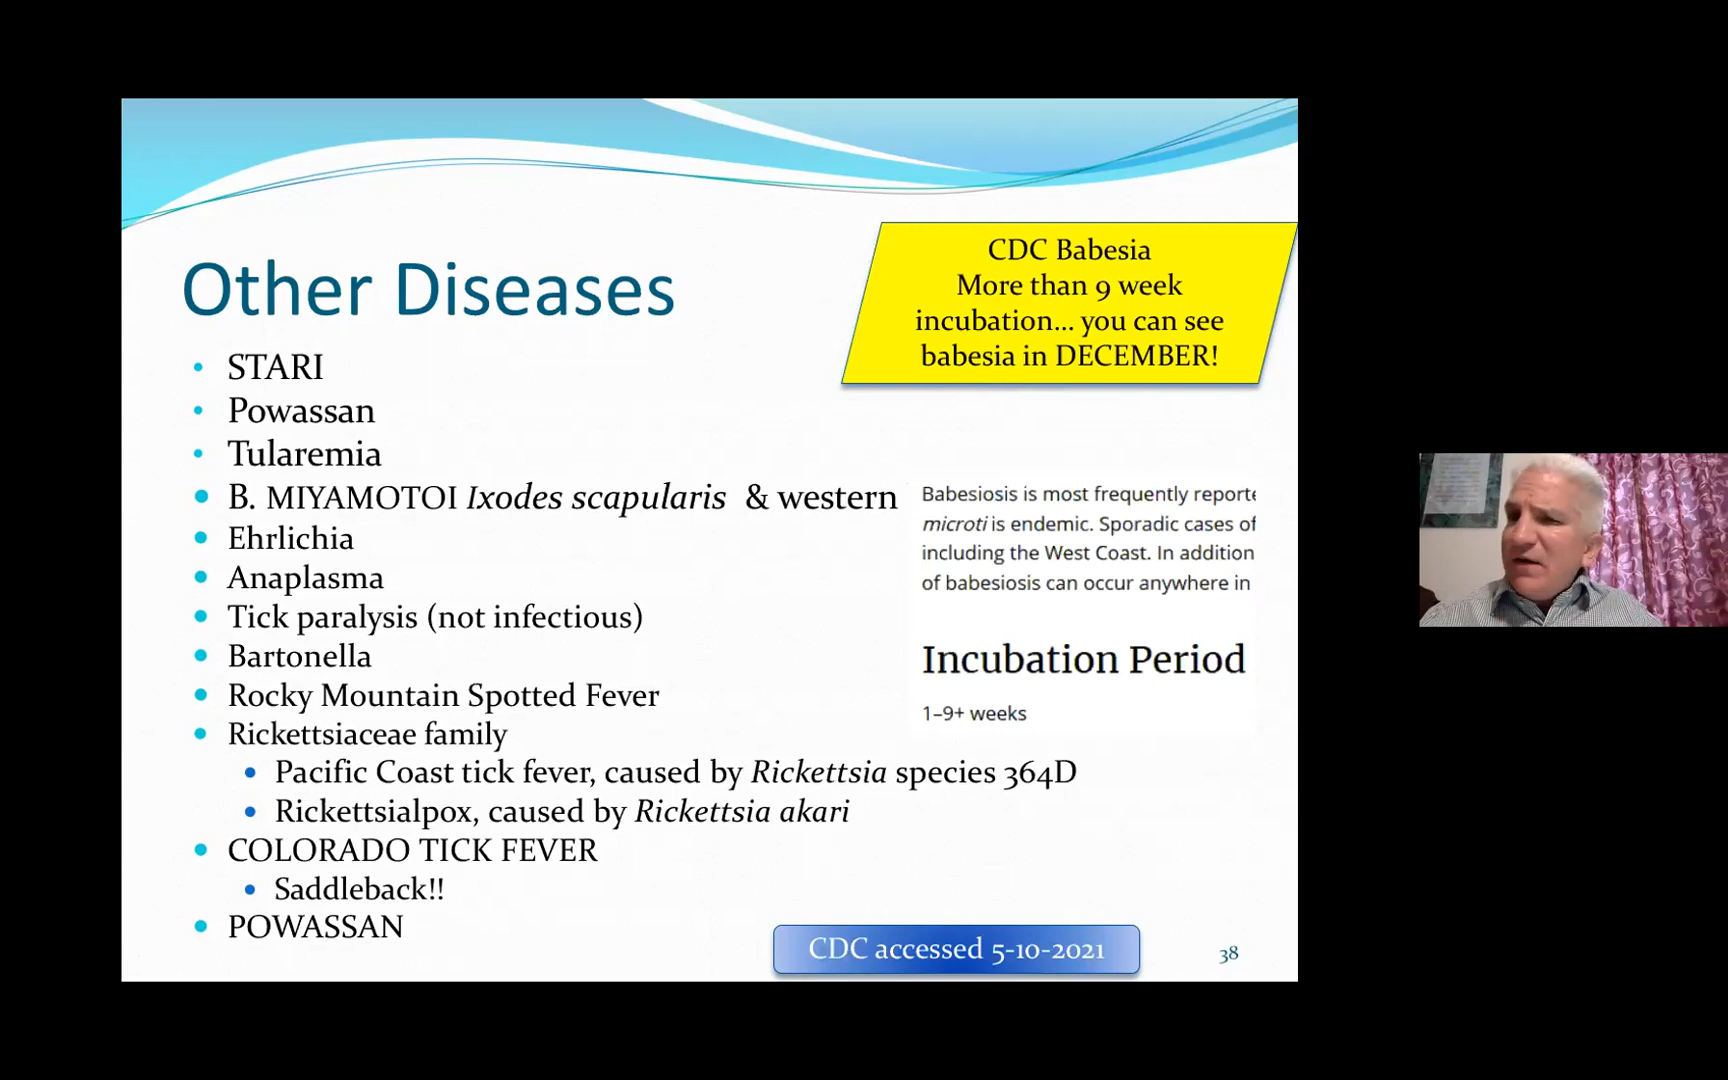 Other Diseases
CDC Babesia
More than 9 week
incubation... you can see
babesia in DECEMBER!
STARI
Powassan
Tularemia
B. MIYAMOTOI Ixodes scapularis & western
Ehrlichia
Anaplasma
Tick paralysis (not infectious)
Bartonella
Rocky Mountain Spotted Fever
Rickettsiaceae family
Pacific Coast tick fever, caused by Rickettsia species 364D
Rickettsialpox, caused by Rickettsia akari
COLORADO TICK FEVER
Saddleback!!
POWASSAN
Babesiosis is most frequently reporte
microti is endemic. Sporadic cases of
including the West Coast. In addition
of babesiosis can occur anywhere in
Incubation Period
1–9+ weeks
CDC accessed 5-10-2021
38